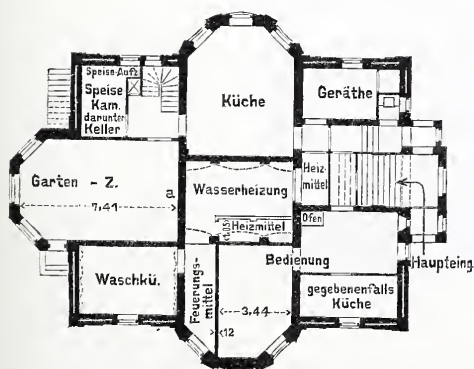 Speise-Aufz.
Speise
Kam.
darunter
Keller
Küche
Geräthe
Garten - Z.
7,41
Wasserheizung
Heizmittel
Heiz-
mittel
Ofen
Bedienung
Haupteing.
Waschkü.
Feuerungs-
mittel
3,44
12
gegebenenfalls
Küche